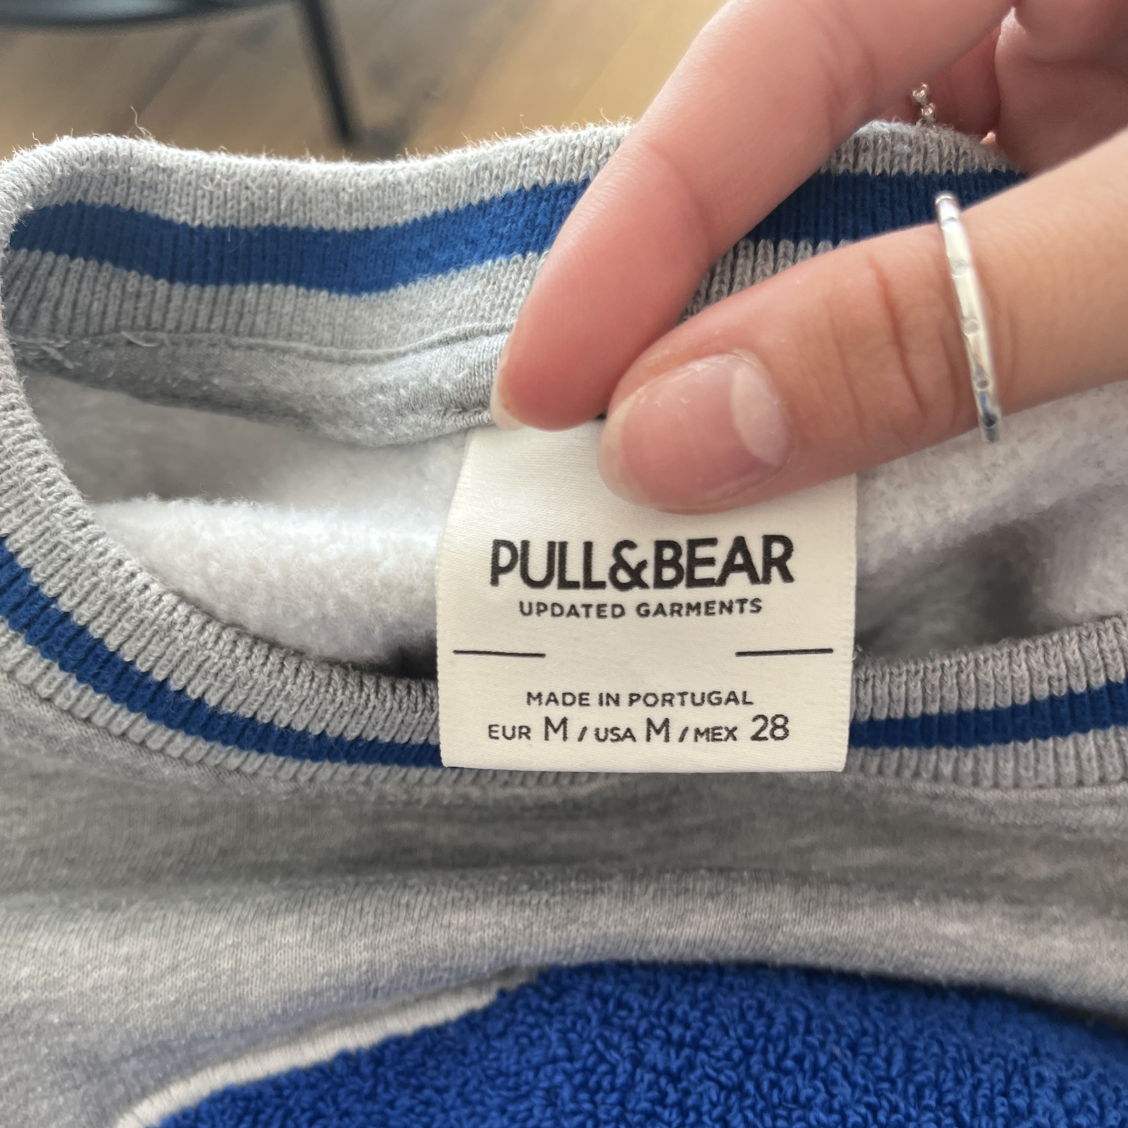 PULL&BEAR
UPDATED GARMENTS
MADE IN PORTUGAL
EUR M / USA M / MEX 28